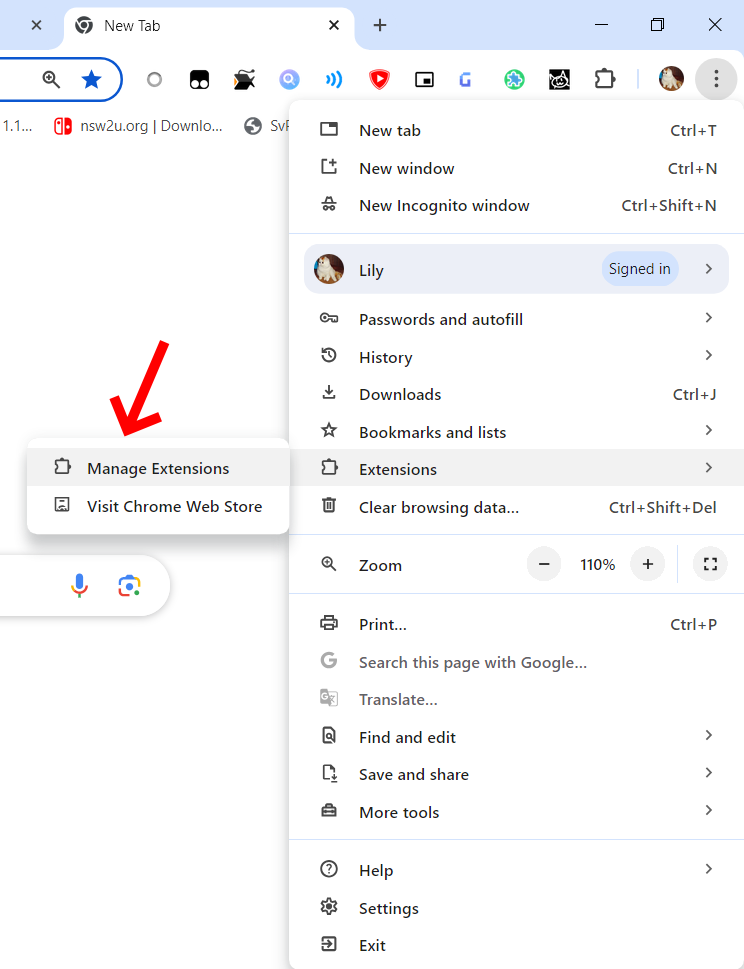 New Tab
1.1...
nsw2u.org | Downlo...
New tab Ctrl+T
New window Ctrl+N
New Incognito window Ctrl+Shift+N
Lily Signed in
Passwords and autofill
History
Downloads Ctrl+J
Bookmarks and lists
Extensions
Manage Extensions
Visit Chrome Web Store
Clear browsing data... Ctrl+Shift+Del
Zoom 110%
Print... Ctrl+P
Search this page with Google...
Translate...
Find and edit
Save and share
More tools
Help
Settings
Exit